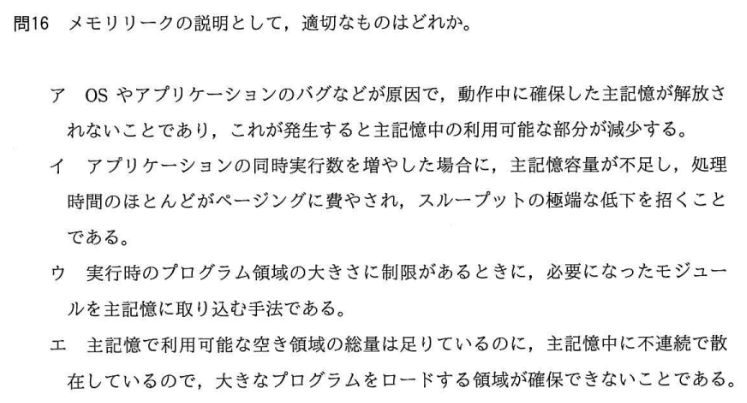 問16 メモリリークの説明として，適切なものはどれか。
ア OS やアプリケーションのバグなどが原因で，動作中に確保した主記憶が解放さ
れないことであり，これが発生すると主記憶中の利用可能な部分が減少する。
イ アプリケーションの同時実行数を増やした場合に，主記憶容量が不足し，処理
時間のほとんどがページングに費やされ，スループットの極端な低下を招くこと
である。
ウ 実行時のプログラム領域の大きさに制限があるときに，必要になったモジュー
ルを主記憶に取り込む手法である。
エ 主記憶で利用可能な空き領域の総量は足りているのに，主記憶中に不連続で散
在しているので，大きなプログラムをロードする領域が確保できないことである。